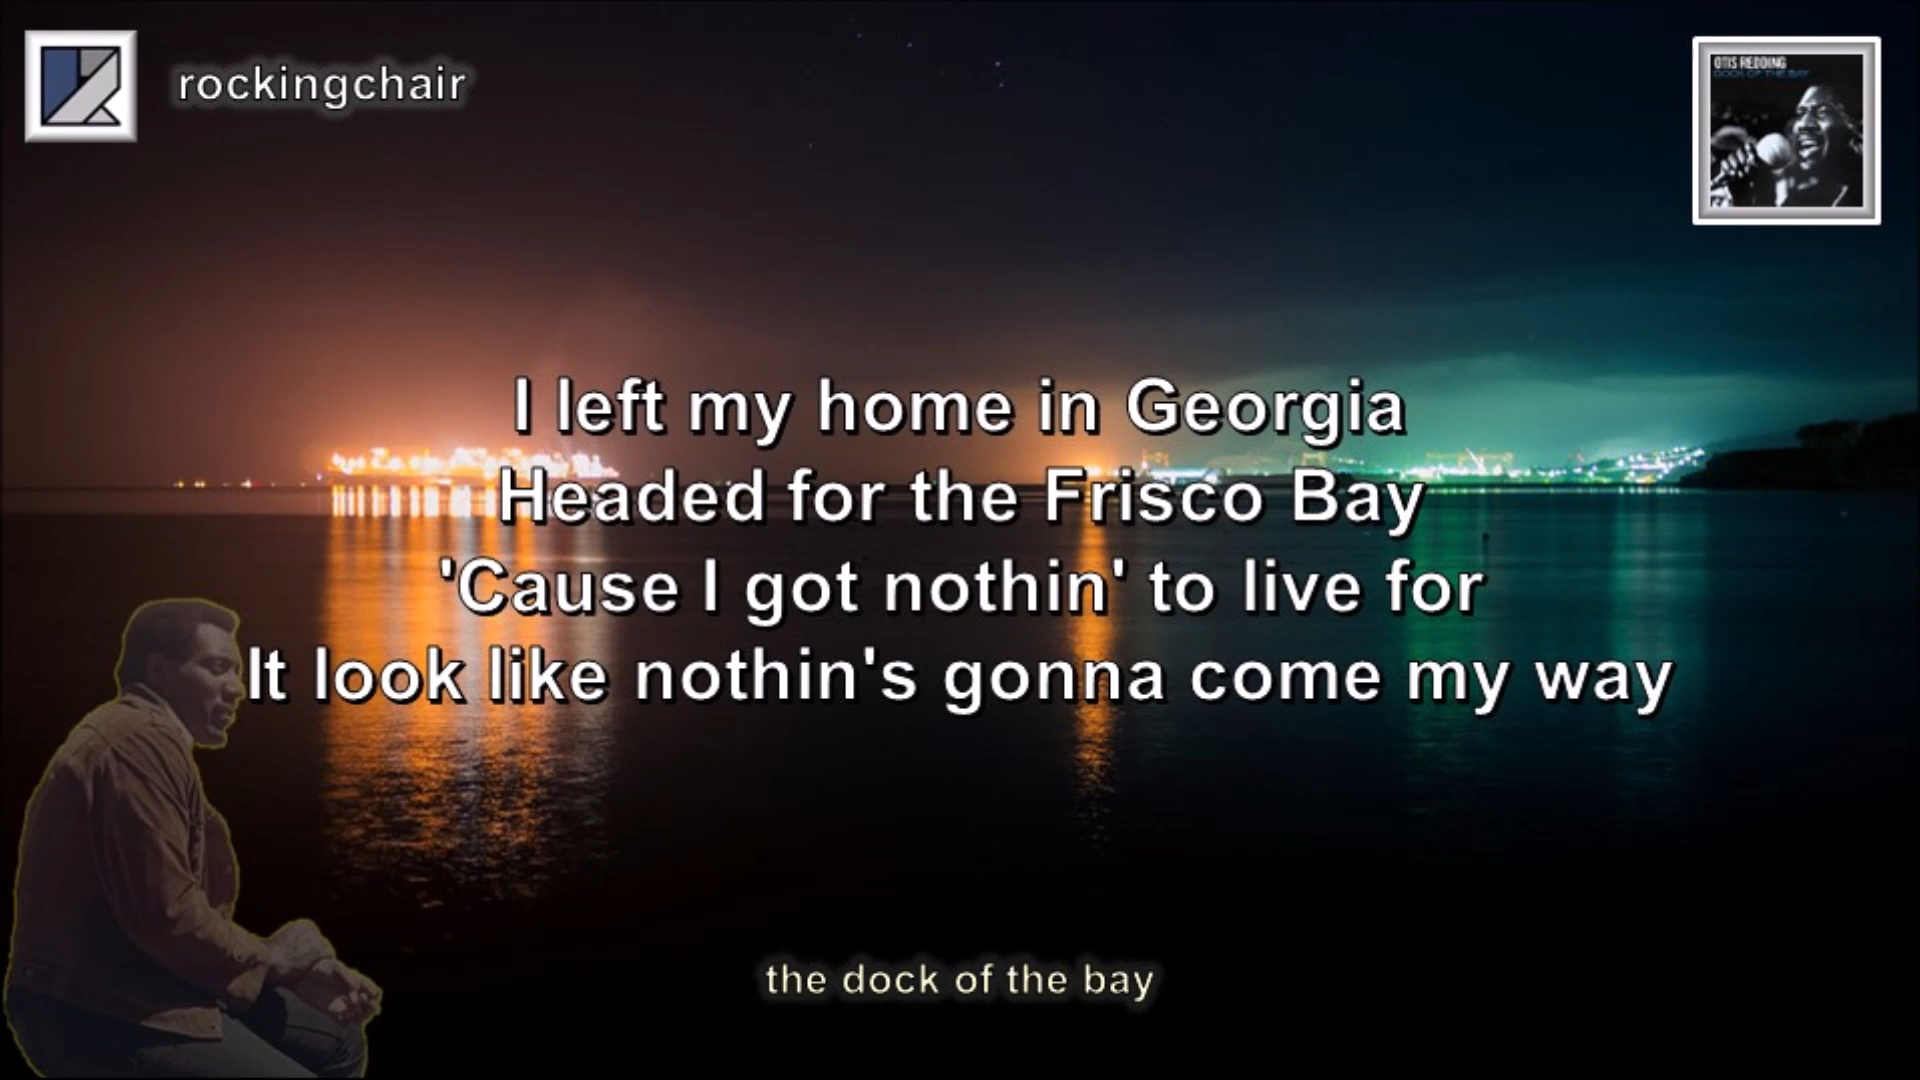 rockingchair
OTIS REDDING
DOCK OF THE BAY
I left my home in Georgia
Headed for the Frisco Bay
'Cause I got nothin' to live for
It look like nothin's gonna come my way
the dock of the bay